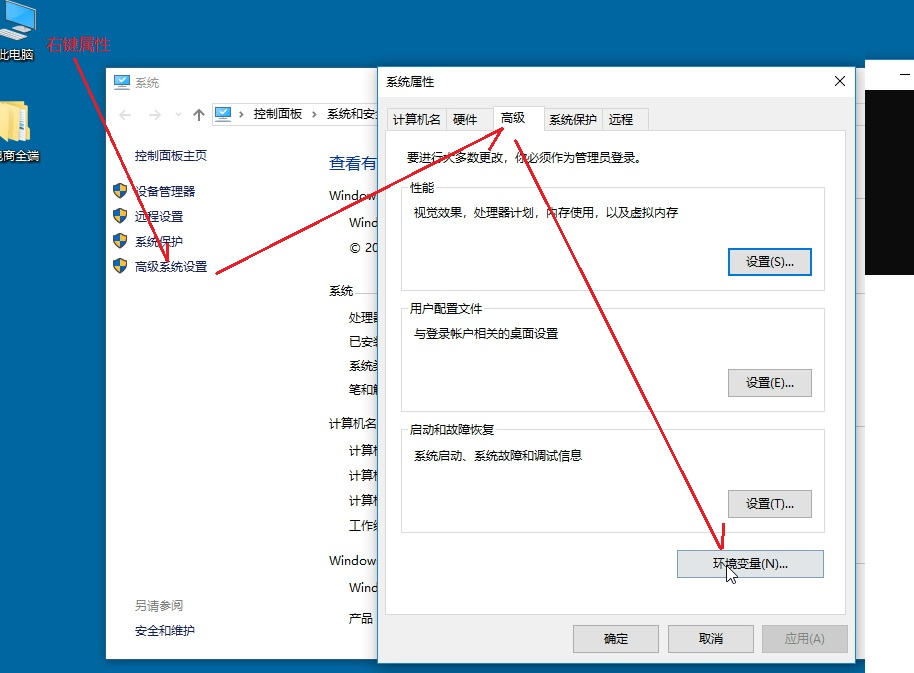 此电脑
右键属性
商全端
系统
控制面板
系统和安
控制面板主页
设备管理器
远程设置
系统保护
高级系统设置
另请参阅
安全和维护
查看有
Window
Wind
© 20
系统
处理器
已安装
系统类
笔和触
计算机名
计算机
计算机
计算机
工作组
Window
Wind
产品
系统属性
计算机名 硬件 高级 系统保护 远程
要进行大多数更改，你必须作为管理员登录。
性能
视觉效果，处理器计划，内存使用，以及虚拟内存
设置(S)...
用户配置文件
与登录帐户相关的桌面设置
设置(E)...
启动和故障恢复
系统启动、系统故障和调试信息
设置(T)...
环境变量(N)...
确定 取消 应用(A)